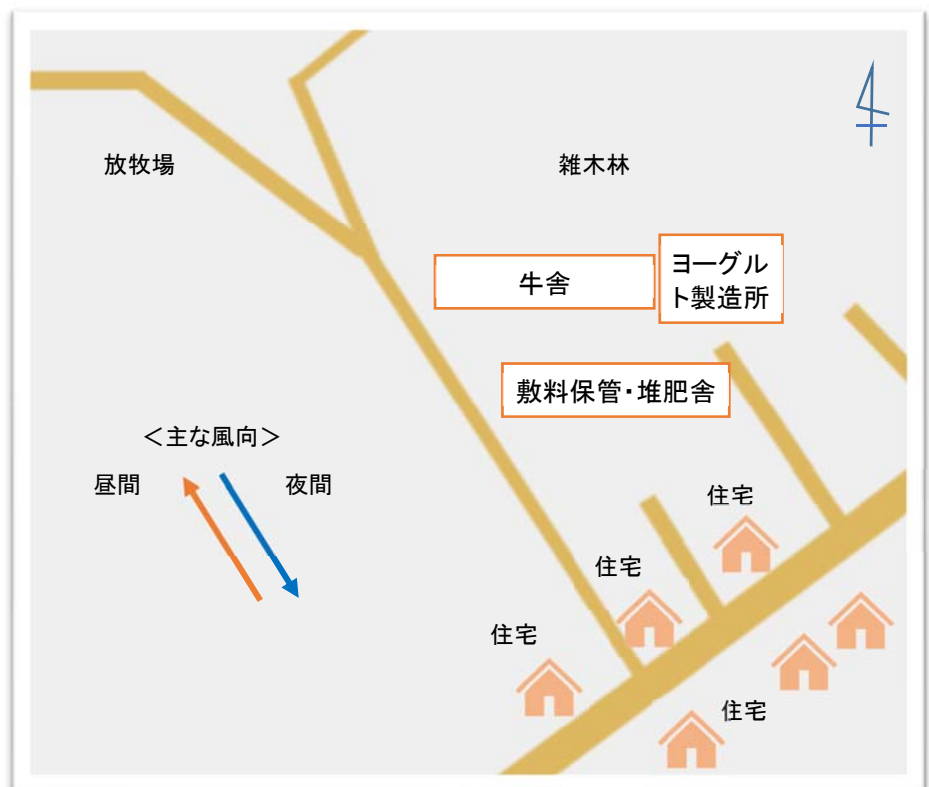 放牧場
雑木林
牛舎
ヨーグル
ト製造所
敷料保管・堆肥舎
＜主な風向＞
昼間
夜間
住宅
住宅
住宅
住宅